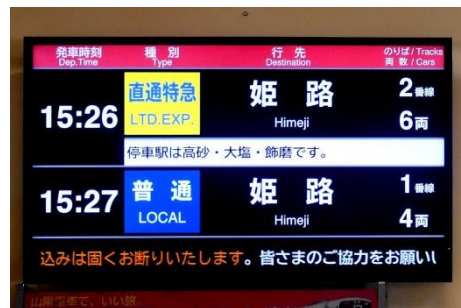 発車時刻 種 別 行 先 のりば / Tracks
Dep.Time Type Destination 両 数 / Cars
15:26 直通特急 姫 路 2番線
LTD.EXP. Himeji 6両
停車駅は高砂・大塩・飾磨です。
15:27 普 通 姫 路 1番線
LOCAL Himeji 4両
込みは固くお断りいたします。皆さまのご協力をお願いい
山陽電車で、いい旅。